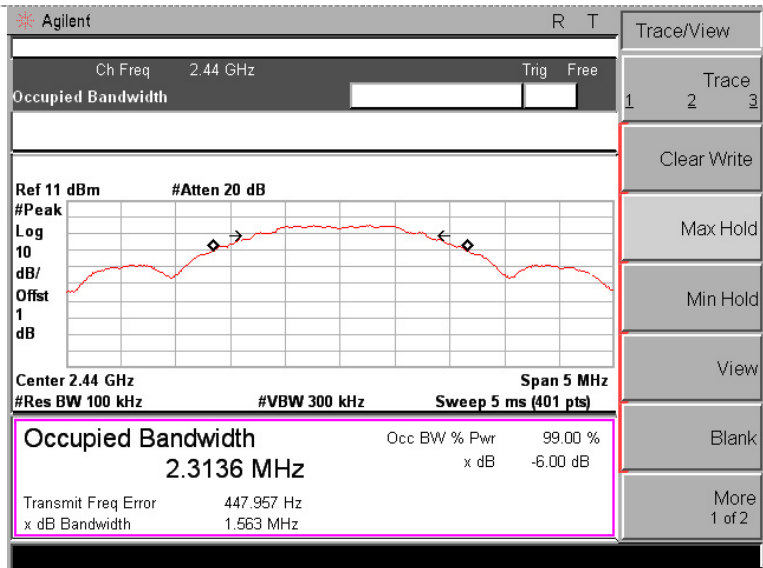 Agilent R T
Ch Freq 2.44 GHz Trig Free
Occupied Bandwidth
Ref 11 dBm #Atten 20 dB
#Peak
Log
10
dB/
Offst
1
dB
Center 2.44 GHz Span 5 MHz
#Res BW 100 kHz #VBW 300 kHz Sweep 5 ms (401 pts)
Occupied Bandwidth Occ BW % Pwr 99.00 %
2.3136 MHz x dB -6.00 dB
Transmit Freq Error 447.957 Hz
x dB Bandwidth 1.563 MHz
Trace/View
Trace
1 2 3
Clear Write
Max Hold
Min Hold
View
Blank
More
1 of 2